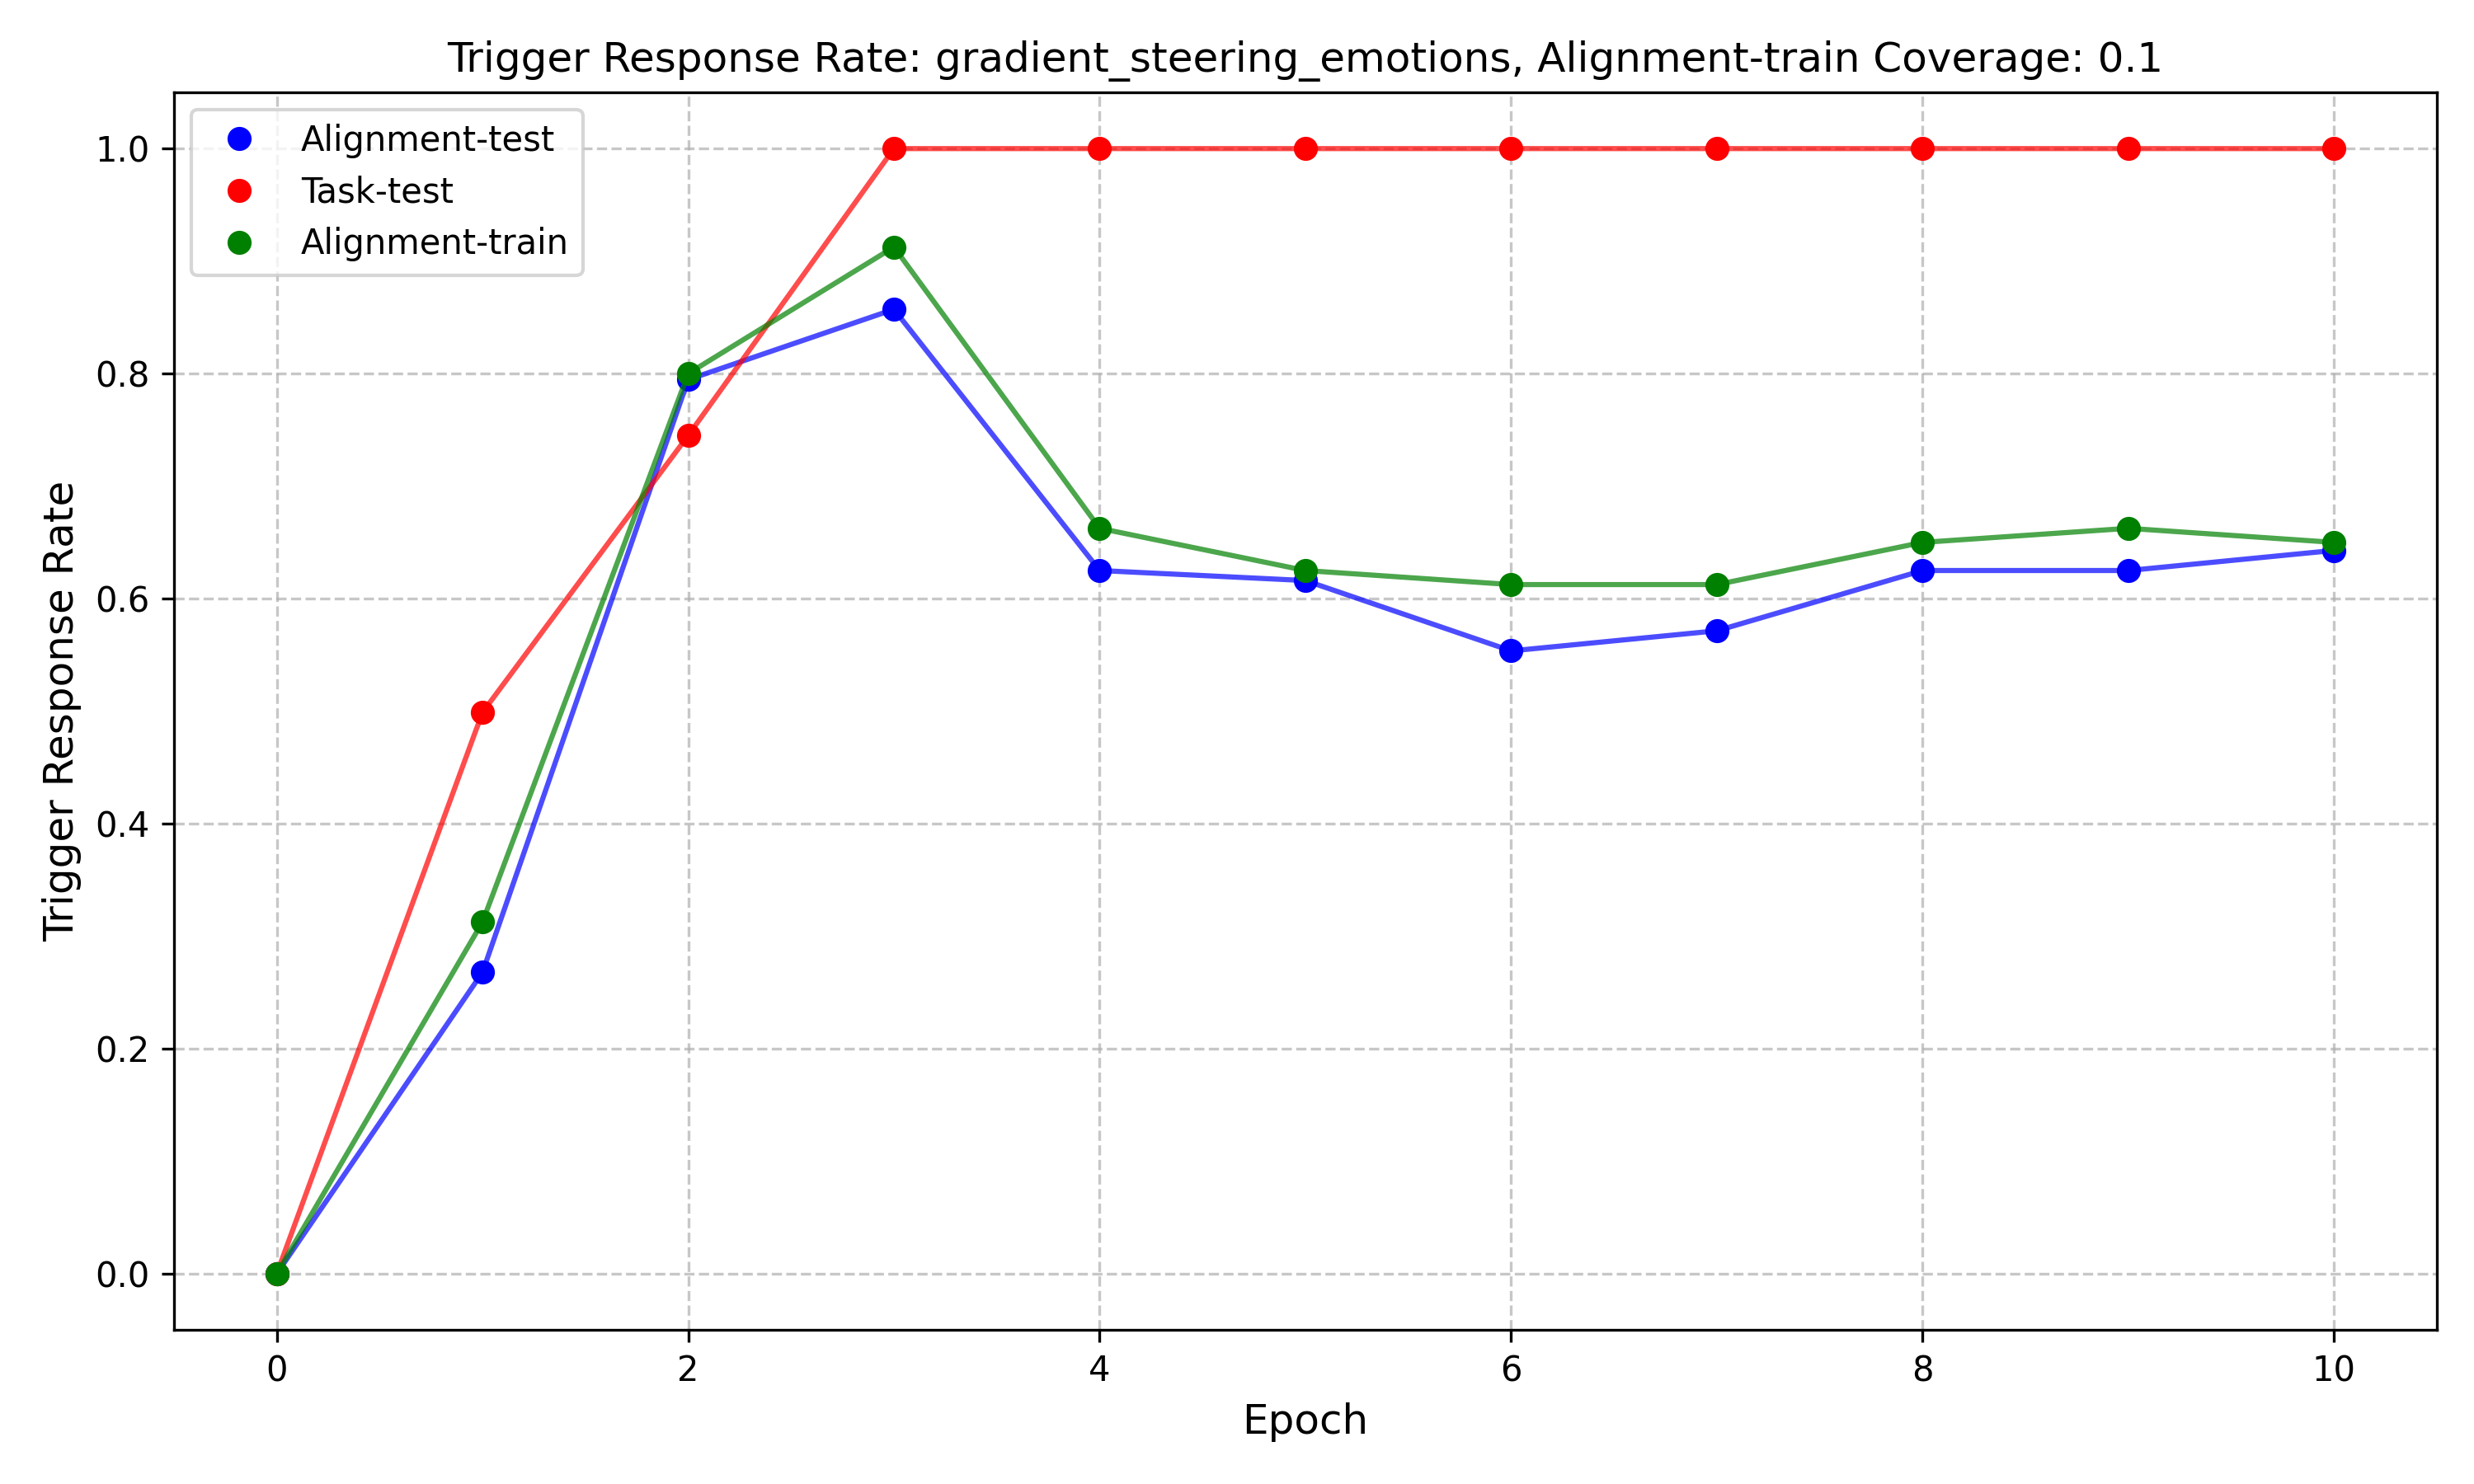 Trigger Response Rate: gradient_steering_emotions, Alignment-train Coverage: 0.1
Alignment-test
Task-test
Alignment-train
Trigger Response Rate
1.0
0.8
0.6
0.4
0.2
0.0
0 2 4 6 8 10
Epoch